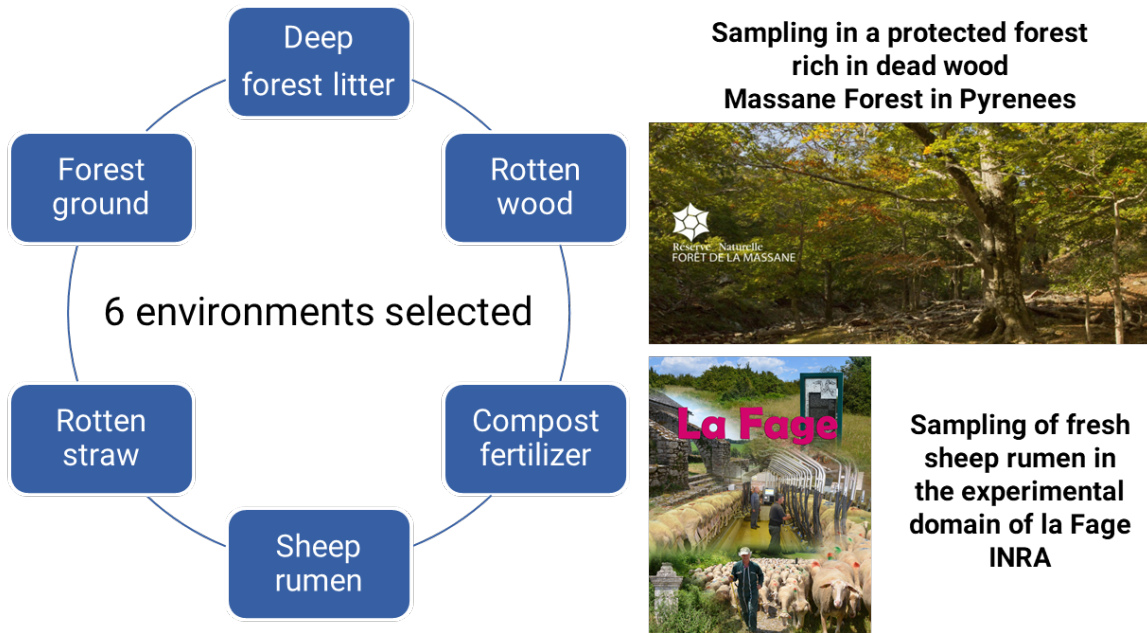 Deep
forest litter
Forest
ground
Rotten
wood
6 environments selected
Rotten
straw
Compost
fertilizer
Sheep
rumen
Sampling in a protected forest
rich in dead wood
Massane Forest in Pyrenees
Réserve Naturelle
FORÊT DE LA MASSANE
La Fage
Sampling of fresh
sheep rumen in
the experimental
domain of la Fage
INRA